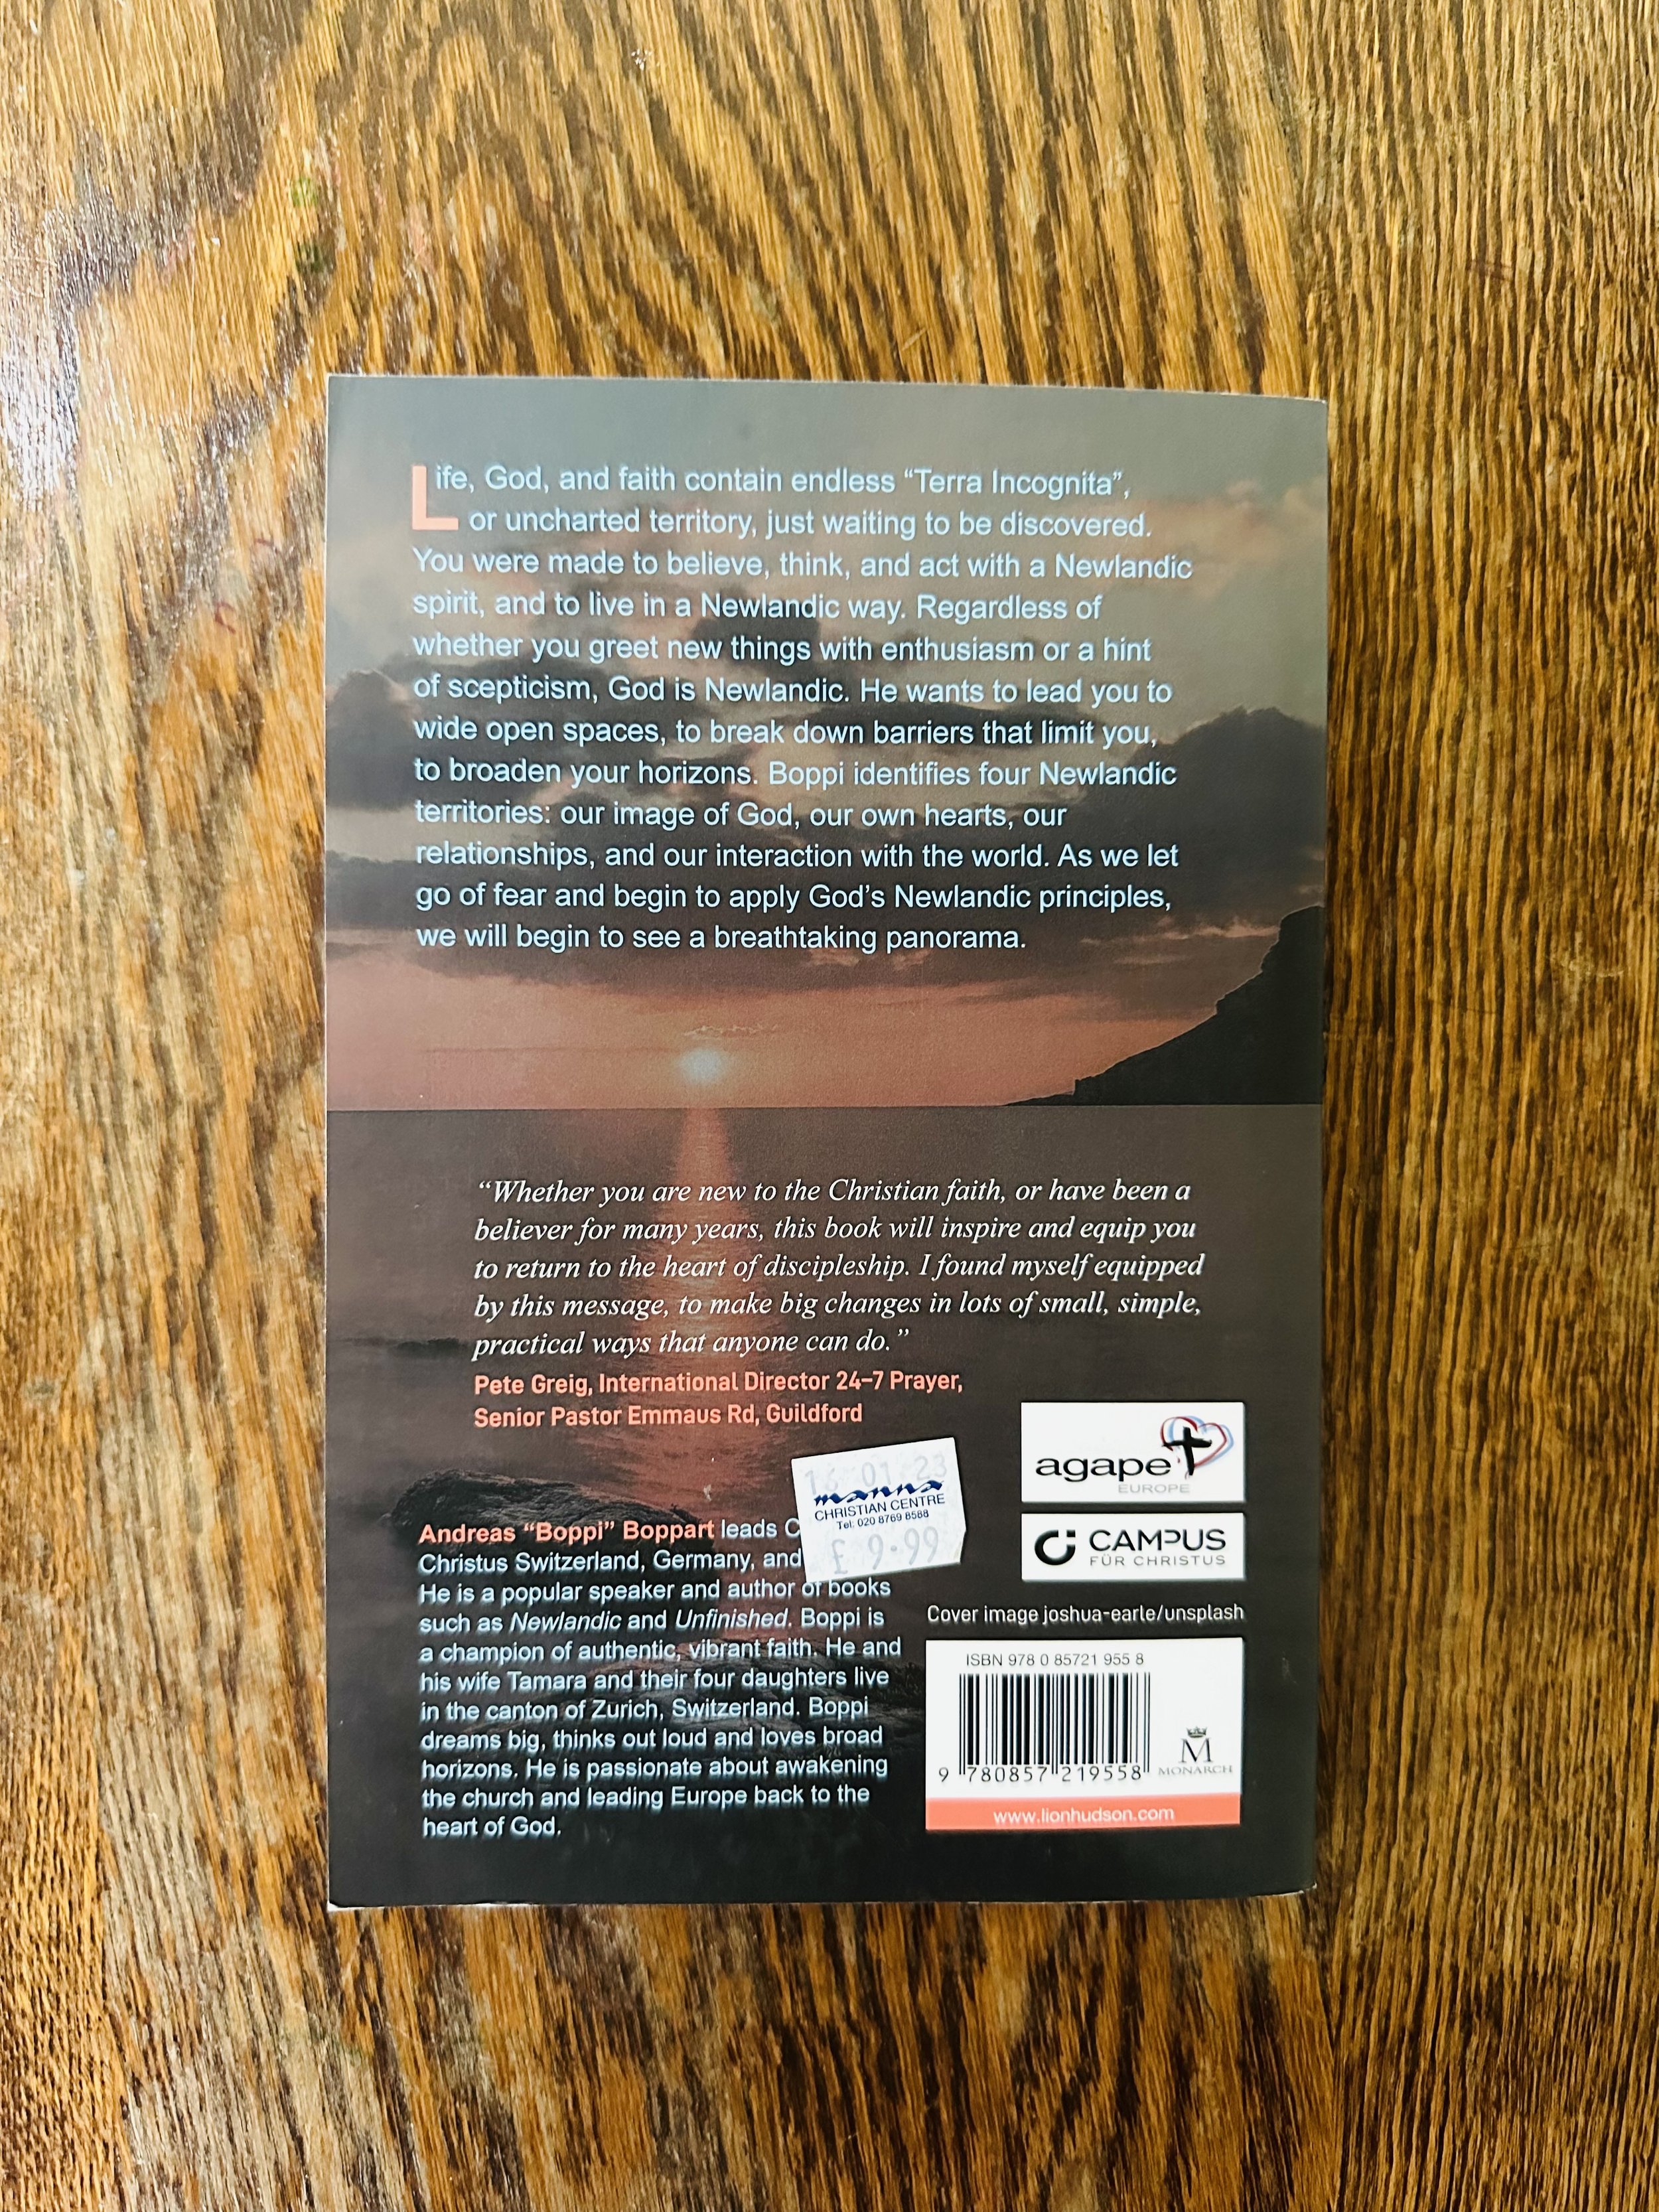 Life, God, and faith contain endless “Terra Incognita”,
or uncharted territory, just waiting to be discovered.
You were made to believe, think, and act with a Newlandic
spirit, and to live in a Newlandic way. Regardless of
whether you greet new things with enthusiasm or a hint
of scepticism, God is Newlandic. He wants to lead you to
wide open spaces, to break down barriers that limit you,
to broaden your horizons. Boppi identifies four Newlandic
territories: our image of God, our own hearts, our
relationships, and our interaction with the world. As we let
go of fear and begin to apply God’s Newlandic principles,
we will begin to see a breathtaking panorama.
“Whether you are new to the Christian faith, or have been a
believer for many years, this book will inspire and equip you
to return to the heart of discipleship. I found myself equipped
by this message, to make big changes in lots of small, simple,
practical ways that anyone can do.”
Pete Greig, International Director 24–7 Prayer,
Senior Pastor Emmaus Rd, Guildford
manna
CHRISTIAN CENTRE
Tel: 020 8769 8588
£ 9.99
agape
EUROPE
CAMPUS
FÜR CHRISTUS
Andreas “Boppi” Boppart leads
Christus Switzerland, Germany, and
He is a popular speaker and author of books
such as Newlandic and Unfinished. Boppi is
a champion of authentic, vibrant faith. He and
his wife Tamara and their four daughters live
in the canton of Zurich, Switzerland. Boppi
dreams big, thinks out loud and loves broad
horizons. He is passionate about awakening
the church and leading Europe back to the
heart of God.
Cover image joshua-earle/unsplash
ISBN 978 0 85721 955 8
9 780857 219558
M
MONARCH
www.lionhudson.com